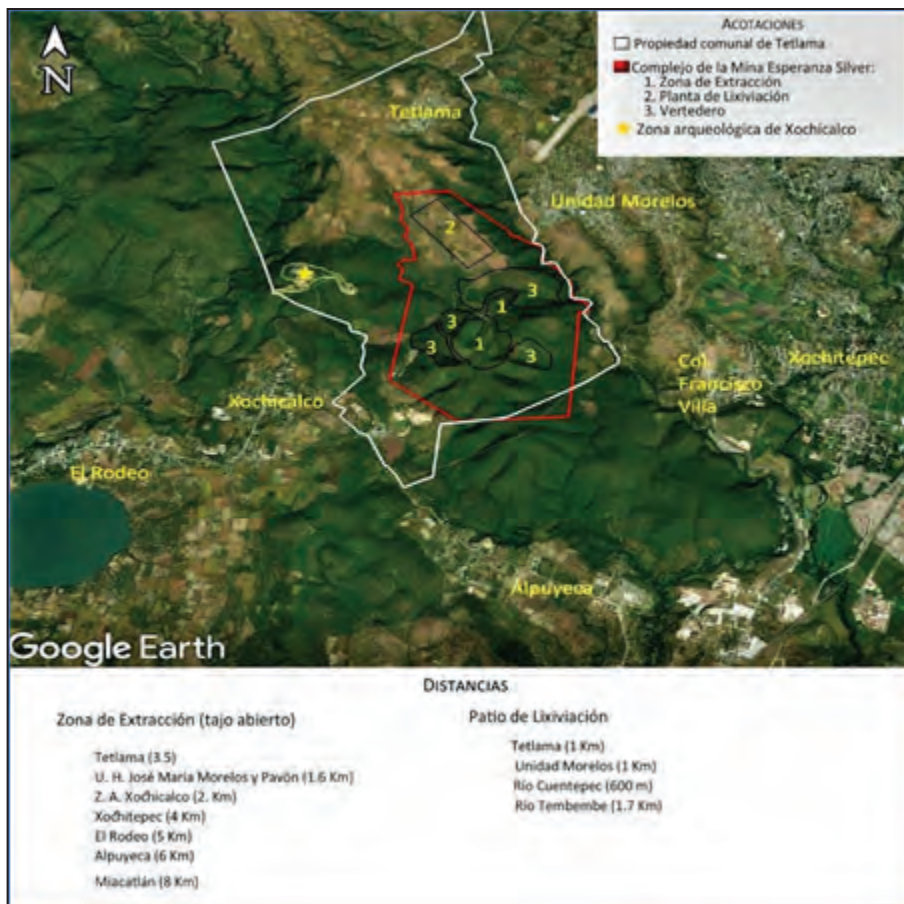 N
ACOTACIONES
Propiedad comunal de Tetlama
Complejo de la Mina Esperanza Silver:
1. Zona de Extracción
2. Planta de Lixiviación
3. Vertedero
Zona arqueológica de Xochicalco
Tetlama
Unidad Morelos
2
3
1
3
3
1
3
Col.
Francisco
Villa
Xochitepec
Xochicalco
El Rodeo
Alpuyeca
Google Earth
DISTANCIAS
Zona de Extracción (tajo abierto)
Tetlama (3.5)
U. H. José María Morelos y Pavón (1.6 Km)
Z. A. Xochicalco (2. Km)
Xochitepec (4 Km)
El Rodeo (5 Km)
Alpuyeca (6 Km)
Miacatlán (8 Km)
Patio de Lixiviación
Tetlama (1 Km)
Unidad Morelos (1 Km)
Río Cuentepec (600 m)
Río Tembembe (1.7 Km)